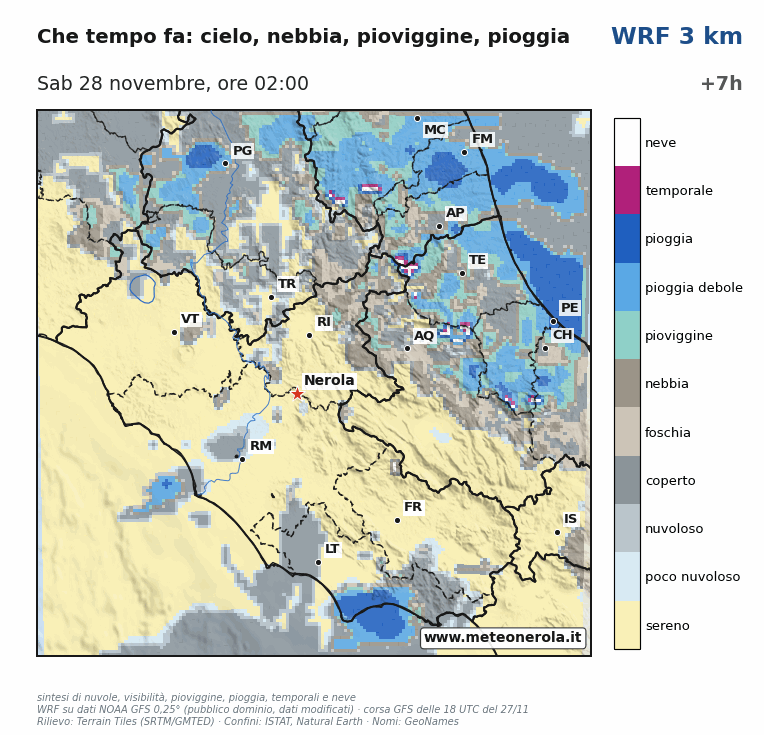 Che tempo fa: cielo, nebbia, pioviggine, pioggia
WRF 3 km
Sab 28 novembre, ore 02:00
+7h
MC
FM
PG
AP
TE
TR
PE
VT
RI
AQ
CH
Nerola
RM
FR
IS
LT
www.meteonerola.it
neve
temporale
pioggia
pioggia debole
pioviggine
nebbia
foschia
coperto
nuvoloso
poco nuvoloso
sereno
sintesi di nuvole, visibilità, pioviggine, pioggia, temporali e neve
WRF su dati NOAA GFS 0,25° (pubblico dominio, dati modificati) · corsa GFS delle 18 UTC del 27/11
Rilievo: Terrain Tiles (SRTM/GMTED) · Confini: ISTAT, Natural Earth · Nomi: GeoNames